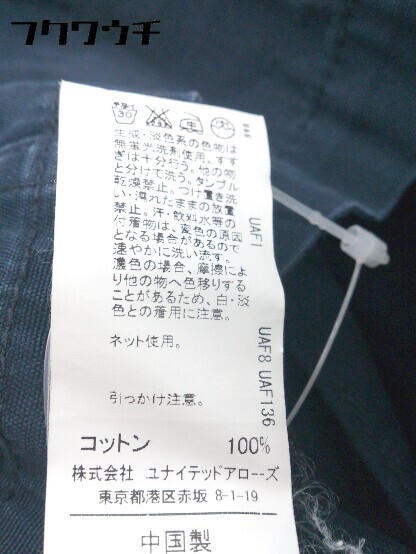 フクワウチ
手洗イ
30
生成・淡色系の色物は
無蛍光洗剤使用。すす
ぎは十分行う。他の物
と分けて洗う。タンブル
乾燥禁止。つけ置き洗
い・濡れたままの放置
禁止。汗・飲処水等の
付着物は、変色の原因
となる場合があるので
速やかに洗い流す。
濃色の場合、摩擦によ
り他の物へ色移りする
ことがあるため、白・淡
色との着用に注意。
ネット使用。
引っかけ注意。
UAF1
UAF8 UAF136
コットン 100%
株式会社 ユナイテッドアローズ
東京都港区赤坂 8-1-19
中国製